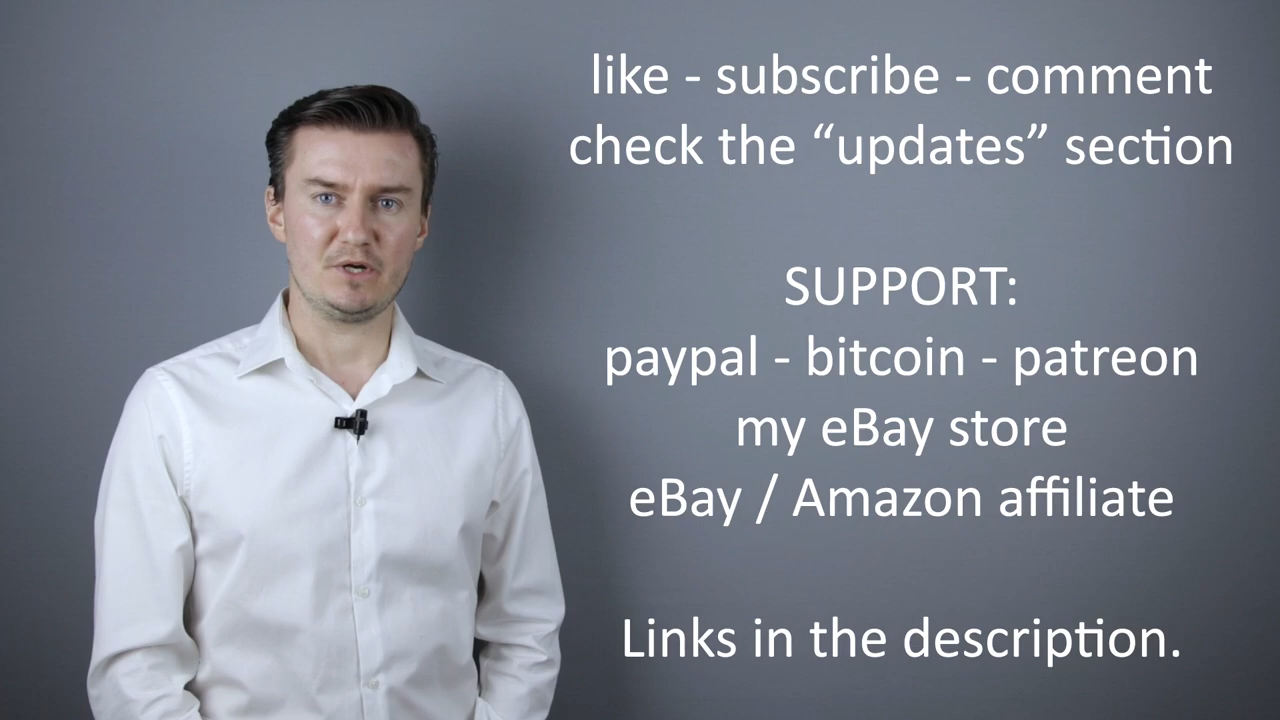 like - subscribe - comment
check the “updates” section
SUPPORT:
paypal - bitcoin - patreon
my eBay store
eBay / Amazon affiliate
Links in the description.